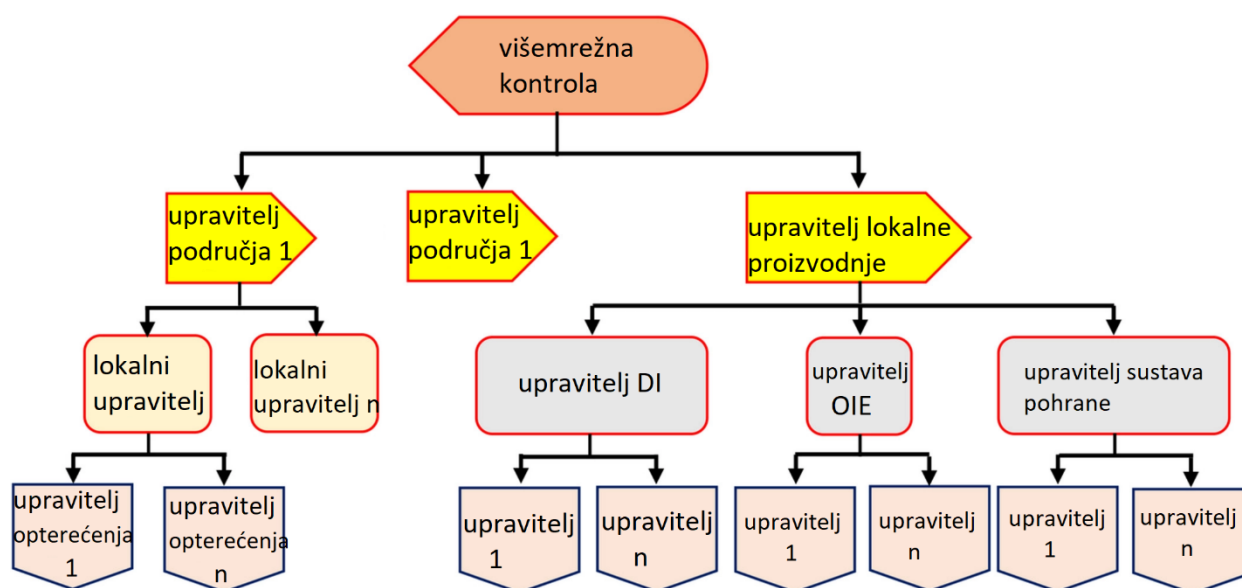 višemrežna
kontrola
upravitelj
područja 1
upravitelj
područja 1
upravitelj lokalne
proizvodnje
lokalni
upravitelj
lokalni
upravitelj n
upravitelj DI
upravitelj
OIE
upravitelj sustava
pohrane
upravitelj
opterećenja
1
upravitelj
opterećenja
n
upravitelj
1
upravitelj
n
upravitelj
1
upravitelj
n
upravitelj
1
upravitelj
n